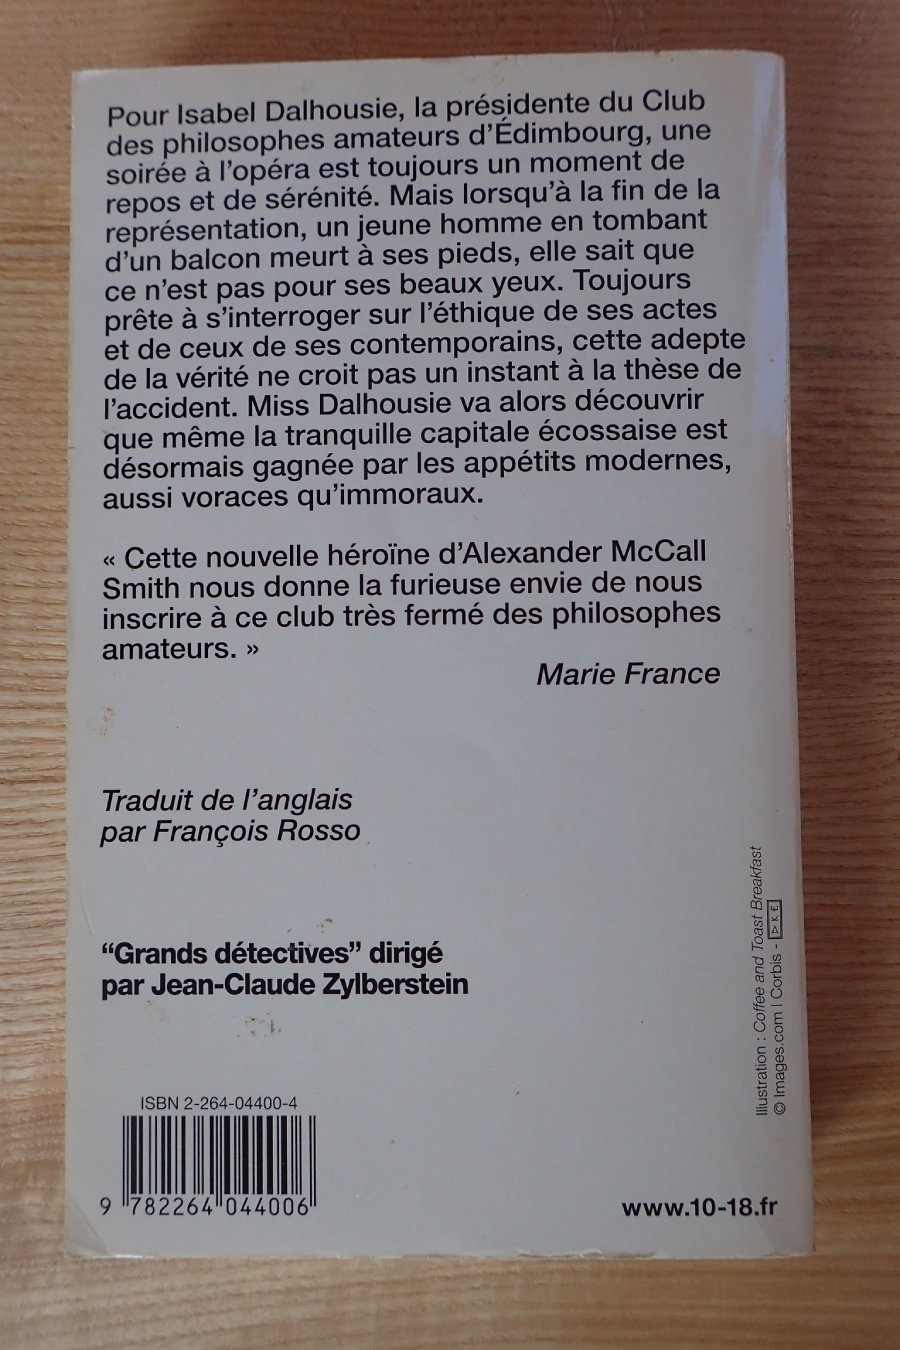 Pour Isabel Dalhousie, la présidente du Club
des philosophes amateurs d'Édimbourg, une
soirée à l'opéra est toujours un moment de
repos et de sérénité. Mais lorsqu'à la fin de la
représentation, un jeune homme en tombant
d'un balcon meurt à ses pieds, elle sait que
ce n'est pas pour ses beaux yeux. Toujours
prête à s'interroger sur l'éthique de ses actes
et de ceux de ses contemporains, cette adepte
de la vérité ne croit pas un instant à la thèse de
l'accident. Miss Dalhousie va alors découvrir
que même la tranquille capitale écossaise est
désormais gagnée par les appétits modernes,
aussi voraces qu'immoraux.
« Cette nouvelle héroïne d'Alexander McCall
Smith nous donne la furieuse envie de nous
inscrire à ce club très fermé des philosophes
amateurs. »
Marie France
Traduit de l'anglais
par François Rosso
“Grands détectives” dirigé
par Jean-Claude Zylberstein
Illustration : Coffee and Toast Breakfast
© Images.com | Corbis -
ISBN 2-264-04400-4
9 782264 044006
www.10-18.fr